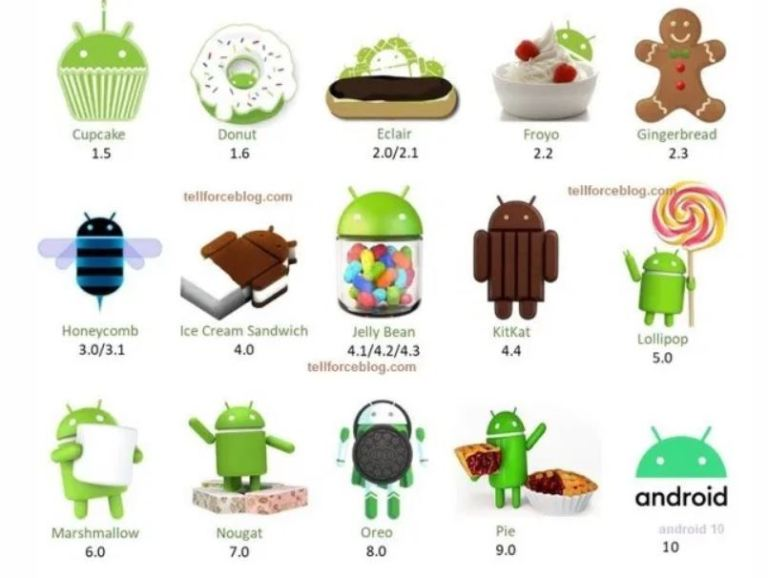 Cupcake
1.5
Donut
1.6
Eclair
2.0/2.1
Froyo
2.2
Gingerbread
2.3
tellforceblog.com
tellforceblog.com
Honeycomb
3.0/3.1
Ice Cream Sandwich
4.0
Jelly Bean
4.1/4.2/4.3
KitKat
4.4
Lollipop
5.0
tellforceblog.com
Marshmallow
6.0
Nougat
7.0
Oreo
8.0
Pie
9.0
android
android 10
10